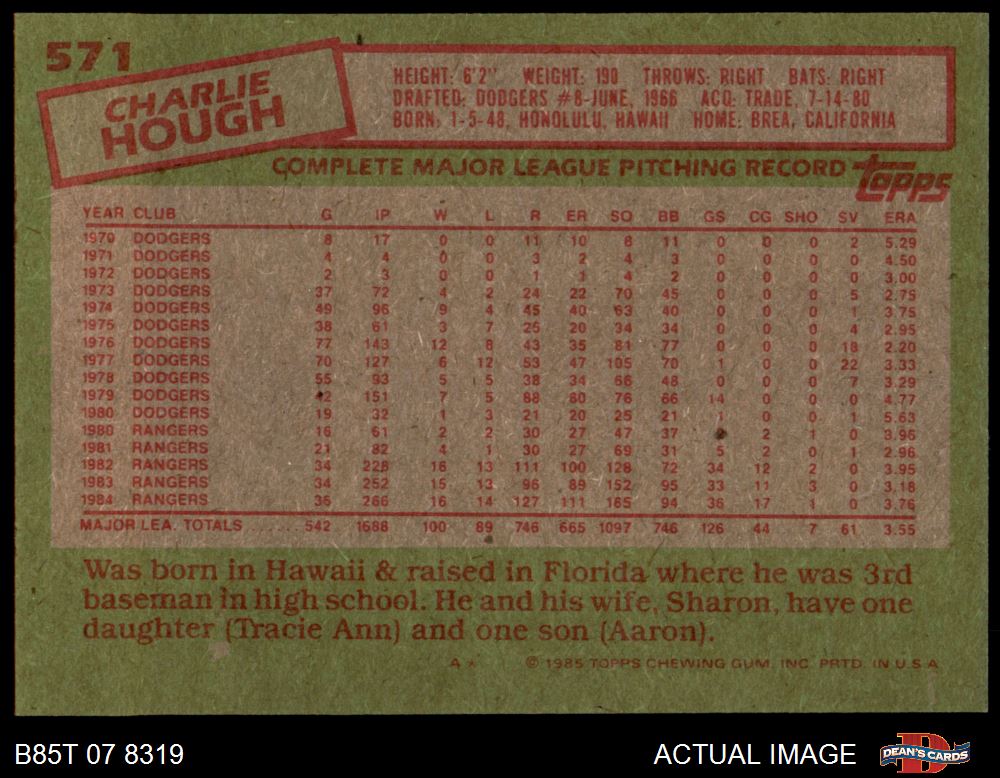 571
CHARLIE
HOUGH
HEIGHT: 6'2" WEIGHT: 190 THROWS: RIGHT BATS: RIGHT
DRAFTED: DODGERS #8-JUNE, 1966 ACQ: TRADE, 7-14-80
BORN: 1-5-48, HONOLULU, HAWAII HOME: BREA, CALIFORNIA
COMPLETE MAJOR LEAGUE PITCHING RECORD topps
YEAR CLUB G IP W L R ER SO BB GS CG SHO SV ERA
1970 DODGERS 8 17 0 0 11 10 8 11 0 0 0 2 5.29
1971 DODGERS 4 4 0 0 3 2 4 3 0 0 0 0 4.50
1972 DODGERS 2 3 0 0 1 1 4 2 0 0 0 0 3.00
1973 DODGERS 37 72 4 2 24 22 70 45 0 0 0 5 2.75
1974 DODGERS 49 96 9 4 45 40 63 40 0 0 0 1 3.75
1975 DODGERS 38 61 3 7 25 20 34 34 0 0 0 4 2.95
1976 DODGERS 77 143 12 8 43 35 81 77 0 0 0 18 2.20
1977 DODGERS 70 127 6 12 53 47 105 70 1 0 0 22 3.33
1978 DODGERS 55 93 5 5 38 34 66 48 0 0 0 7 3.29
1979 DODGERS 42 151 7 5 88 80 76 66 14 0 0 0 4.77
1980 DODGERS 19 32 1 3 21 20 25 21 1 0 0 1 5.63
1980 RANGERS 16 61 2 2 30 27 47 37 2 1 0 3.96
1981 RANGERS 21 82 4 1 30 27 69 31 5 2 0 1 2.96
1982 RANGERS 34 228 16 13 111 100 128 72 34 12 2 0 3.95
1983 RANGERS 34 252 15 13 96 89 152 95 33 11 3 0 3.18
1984 RANGERS 36 266 16 14 127 111 165 94 36 17 1 0 3.76
MAJOR LEA. TOTALS ...... 542 1688 100 89 746 665 1097 746 126 44 7 61 3.55
Was born in Hawaii & raised in Florida where he was 3rd
baseman in high school. He and his wife, Sharon, have one
daughter (Tracie Ann) and one son (Aaron).
A * © 1985 TOPPS CHEWING GUM, INC. PRTD. IN U.S.A
B85T 07 8319 ACTUAL IMAGE DEAN'S CARDS